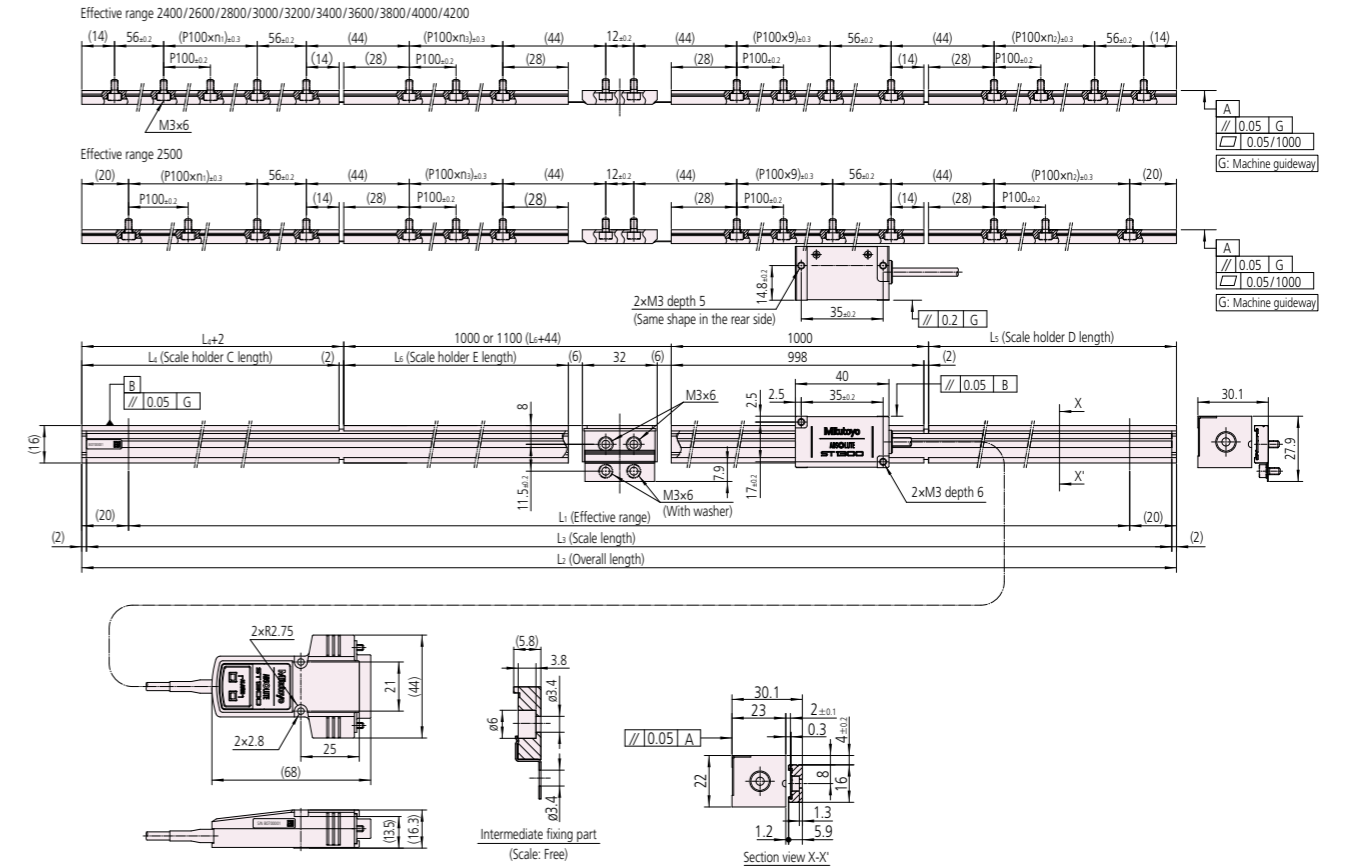 Effective range 2400/2600/2800/3000/3200/3400/3600/3800/4000/4200
(14) 56±0.2 (P100×n₁)±0.3 56±0.2 (44) (P100×n₃)±0.3 (44) 12±0.2 (44) (P100×9)±0.3 56±0.2 (44) (P100×n₂)±0.3 56±0.2 (14)
P100±0.2 (14) (28) P100±0.2 (28) (28) P100±0.2 (14) (28) P100±0.2
M3×6
A
// 0.05 G
0.05/1000
G: Machine guideway
Effective range 2500
(20) (P100×n₁)±0.3 56±0.2 (44) (P100×n₃)±0.3 (44) 12±0.2 (44) (P100×9)±0.3 56±0.2 (44) (P100×n₂)±0.3 (20)
P100±0.2 (14) (28) P100±0.2 (28) (28) P100±0.2 (14) (28) P100±0.2
A
// 0.05 G
0.05/1000
G: Machine guideway
14.8±0.2
2×M3 depth 5
(Same shape in the rear side)
35±0.2
// 0.2 G
L₄+2 1000 or 1100 (L₆+44) 1000 L₅ (Scale holder D length)
L₄ (Scale holder C length) (2) L₆ (Scale holder E length) (6) 32 (6) 998 (2)
B
// 0.05 G
8
M3×6
40
2.5 35±0.2
2.5
// 0.05 B
X
30.1
(16)
Mitutoyo
ABSOLUTE
ST1300
27.9
11.5±0.2
7.9
17±0.2
X'
M3×6
(With washer)
2×M3 depth 6
(20) L₁ (Effective range) (20)
(2) L₃ (Scale length) (2)
L₂ (Overall length)
2×R2.75
Mitutoyo
ABSOLUTE
21
(44)
2×2.8
25
(68)
(13.5)
(16.3)
(5.8)
3.8
ø3.4
ø6
ø3.4
Intermediate fixing part
(Scale: Free)
30.1
23 2±0.1
0.3
4±0.2
// 0.05 A
22
8
16
1.3
1.2 5.9
Section view X-X'